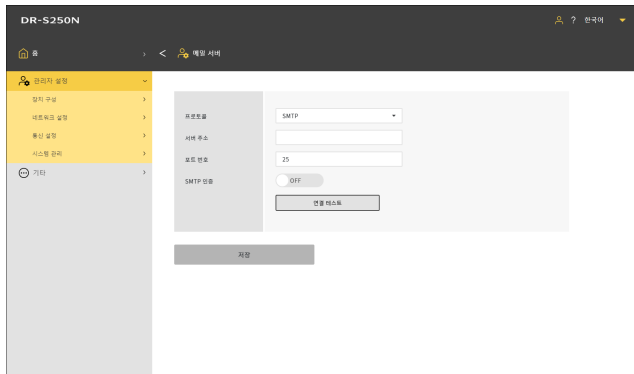 DR-S250N
? 한국어
홈
메일 서버
관리자 설정
장치 구성
네트워크 설정
통신 설정
시스템 관리
기타
프로토콜
SMTP
서버 주소
포트 번호
25
SMTP 인증
OFF
연결 테스트
저장